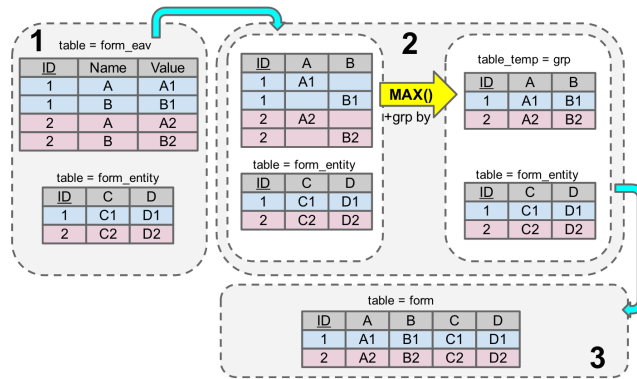 1
table = form_eav
ID Name Value
1 A A1
1 B B1
2 A A2
2 B B2
table = form_entity
ID C D
1 C1 D1
2 C2 D2
2
ID A B
1 A1
1 B1
2 A2
2 B2
table = form_entity
ID C D
1 C1 D1
2 C2 D2
MAX()
+grp by
table_temp = grp
ID A B
1 A1 B1
2 A2 B2
table = form_entity
ID C D
1 C1 D1
2 C2 D2
table = form
ID A B C D
1 A1 B1 C1 D1
2 A2 B2 C2 D2
3